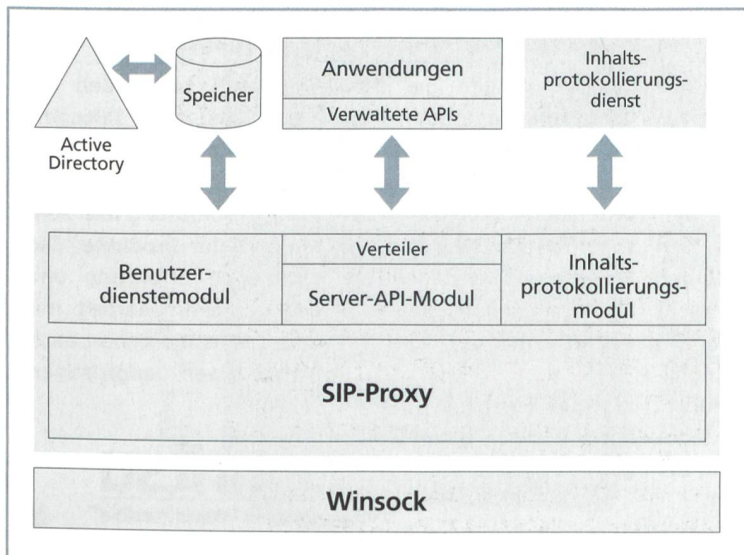 Active
Directory
Speicher
Anwendungen
Verwaltete APIs
Inhalts-
protokollierungs-
dienst
Benutzer-
dienstemodul
Verteiler
Server-API-Modul
Inhalts-
protokollierungs-
modul
SIP-Proxy
Winsock